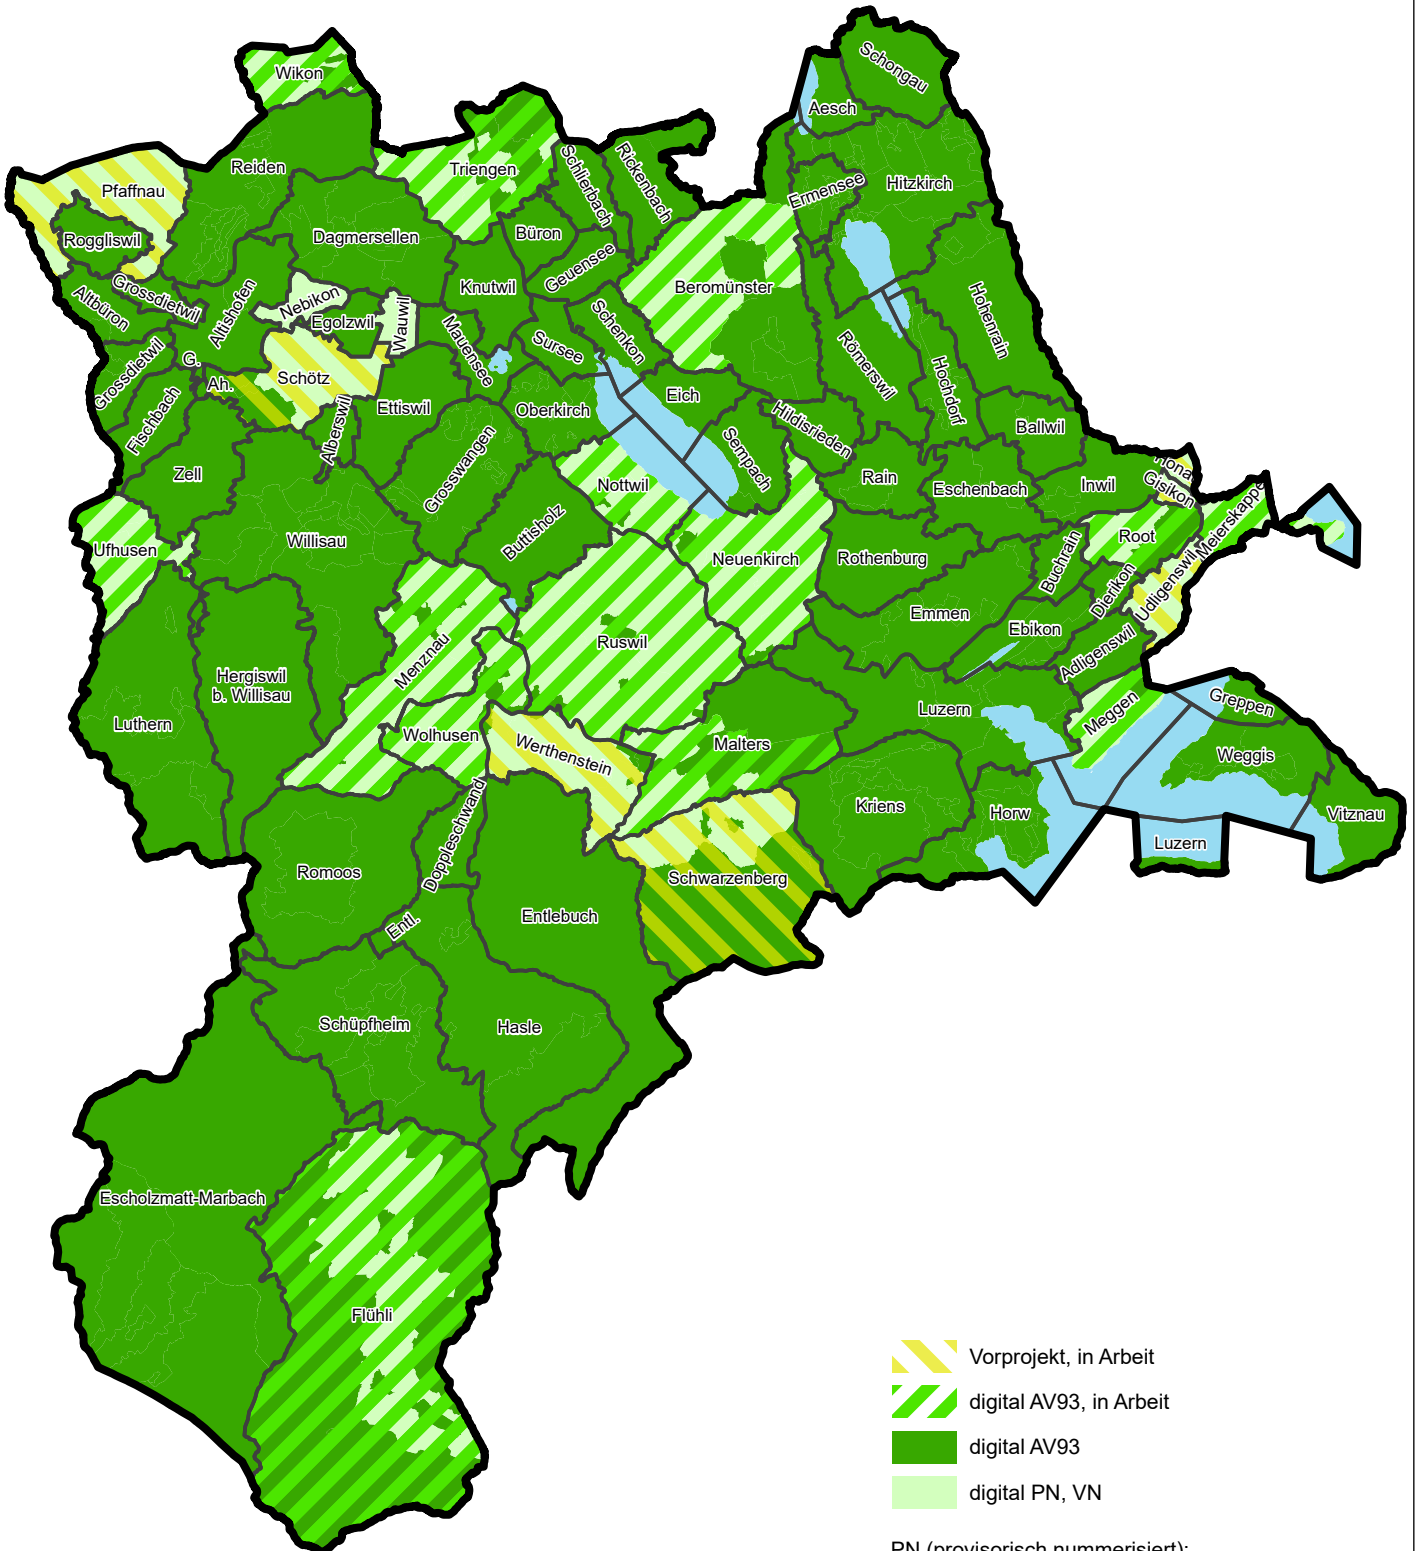 Schongau
Wikon
Aesch
Reiden
Triengen
Schlierbach
Rickenbach
Hitzkirch
Ermensee
Pfaffnau
Roggliswil
Dagmersellen
Büron
Geuensee
Beromünster
Knutwil
Grossdietwil
Altbüron
Altishofen
Nebikon
Egolzwil
Wauwil
Mauensee
Sursee
Schenkon
Hohenrain
Römerswil
Hochdorf
Grossdietwil
G.
Ah.
Schötz
Fischbach
Ettiswil
Alberswil
Oberkirch
Eich
Hildisrieden
Sempach
Ballwil
Zell
Grosswangen
Nottwil
Rain
Eschenbach
Inwil
Gisikon
Meierskappel
Ufhusen
Willisau
Buttisholz
Neuenkirch
Rothenburg
Buchrain
Root
Dierikon
Udligenswil
Emmen
Ebikon
Adligenswil
Ruswil
Menznau
Hergiswil
b. Willisau
Luthern
Wolhusen
Werthenstein
Malters
Luzern
Meggen
Greppen
Weggis
Vitznau
Kriens
Horw
Luzern
Doppleschwand
Romoos
Schwarzenberg
Entlebuch
Entl.
Schüpfheim
Hasle
Escholzmatt-Marbach
Flühli
Vorprojekt, in Arbeit
digital AV93, in Arbeit
digital AV93
digital PN, VN
PN (provisorisch nummerisiert):